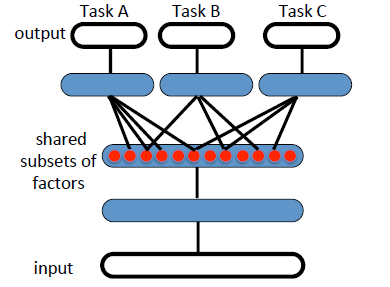 Task A Task B Task C
output
shared
subsets of
factors
input